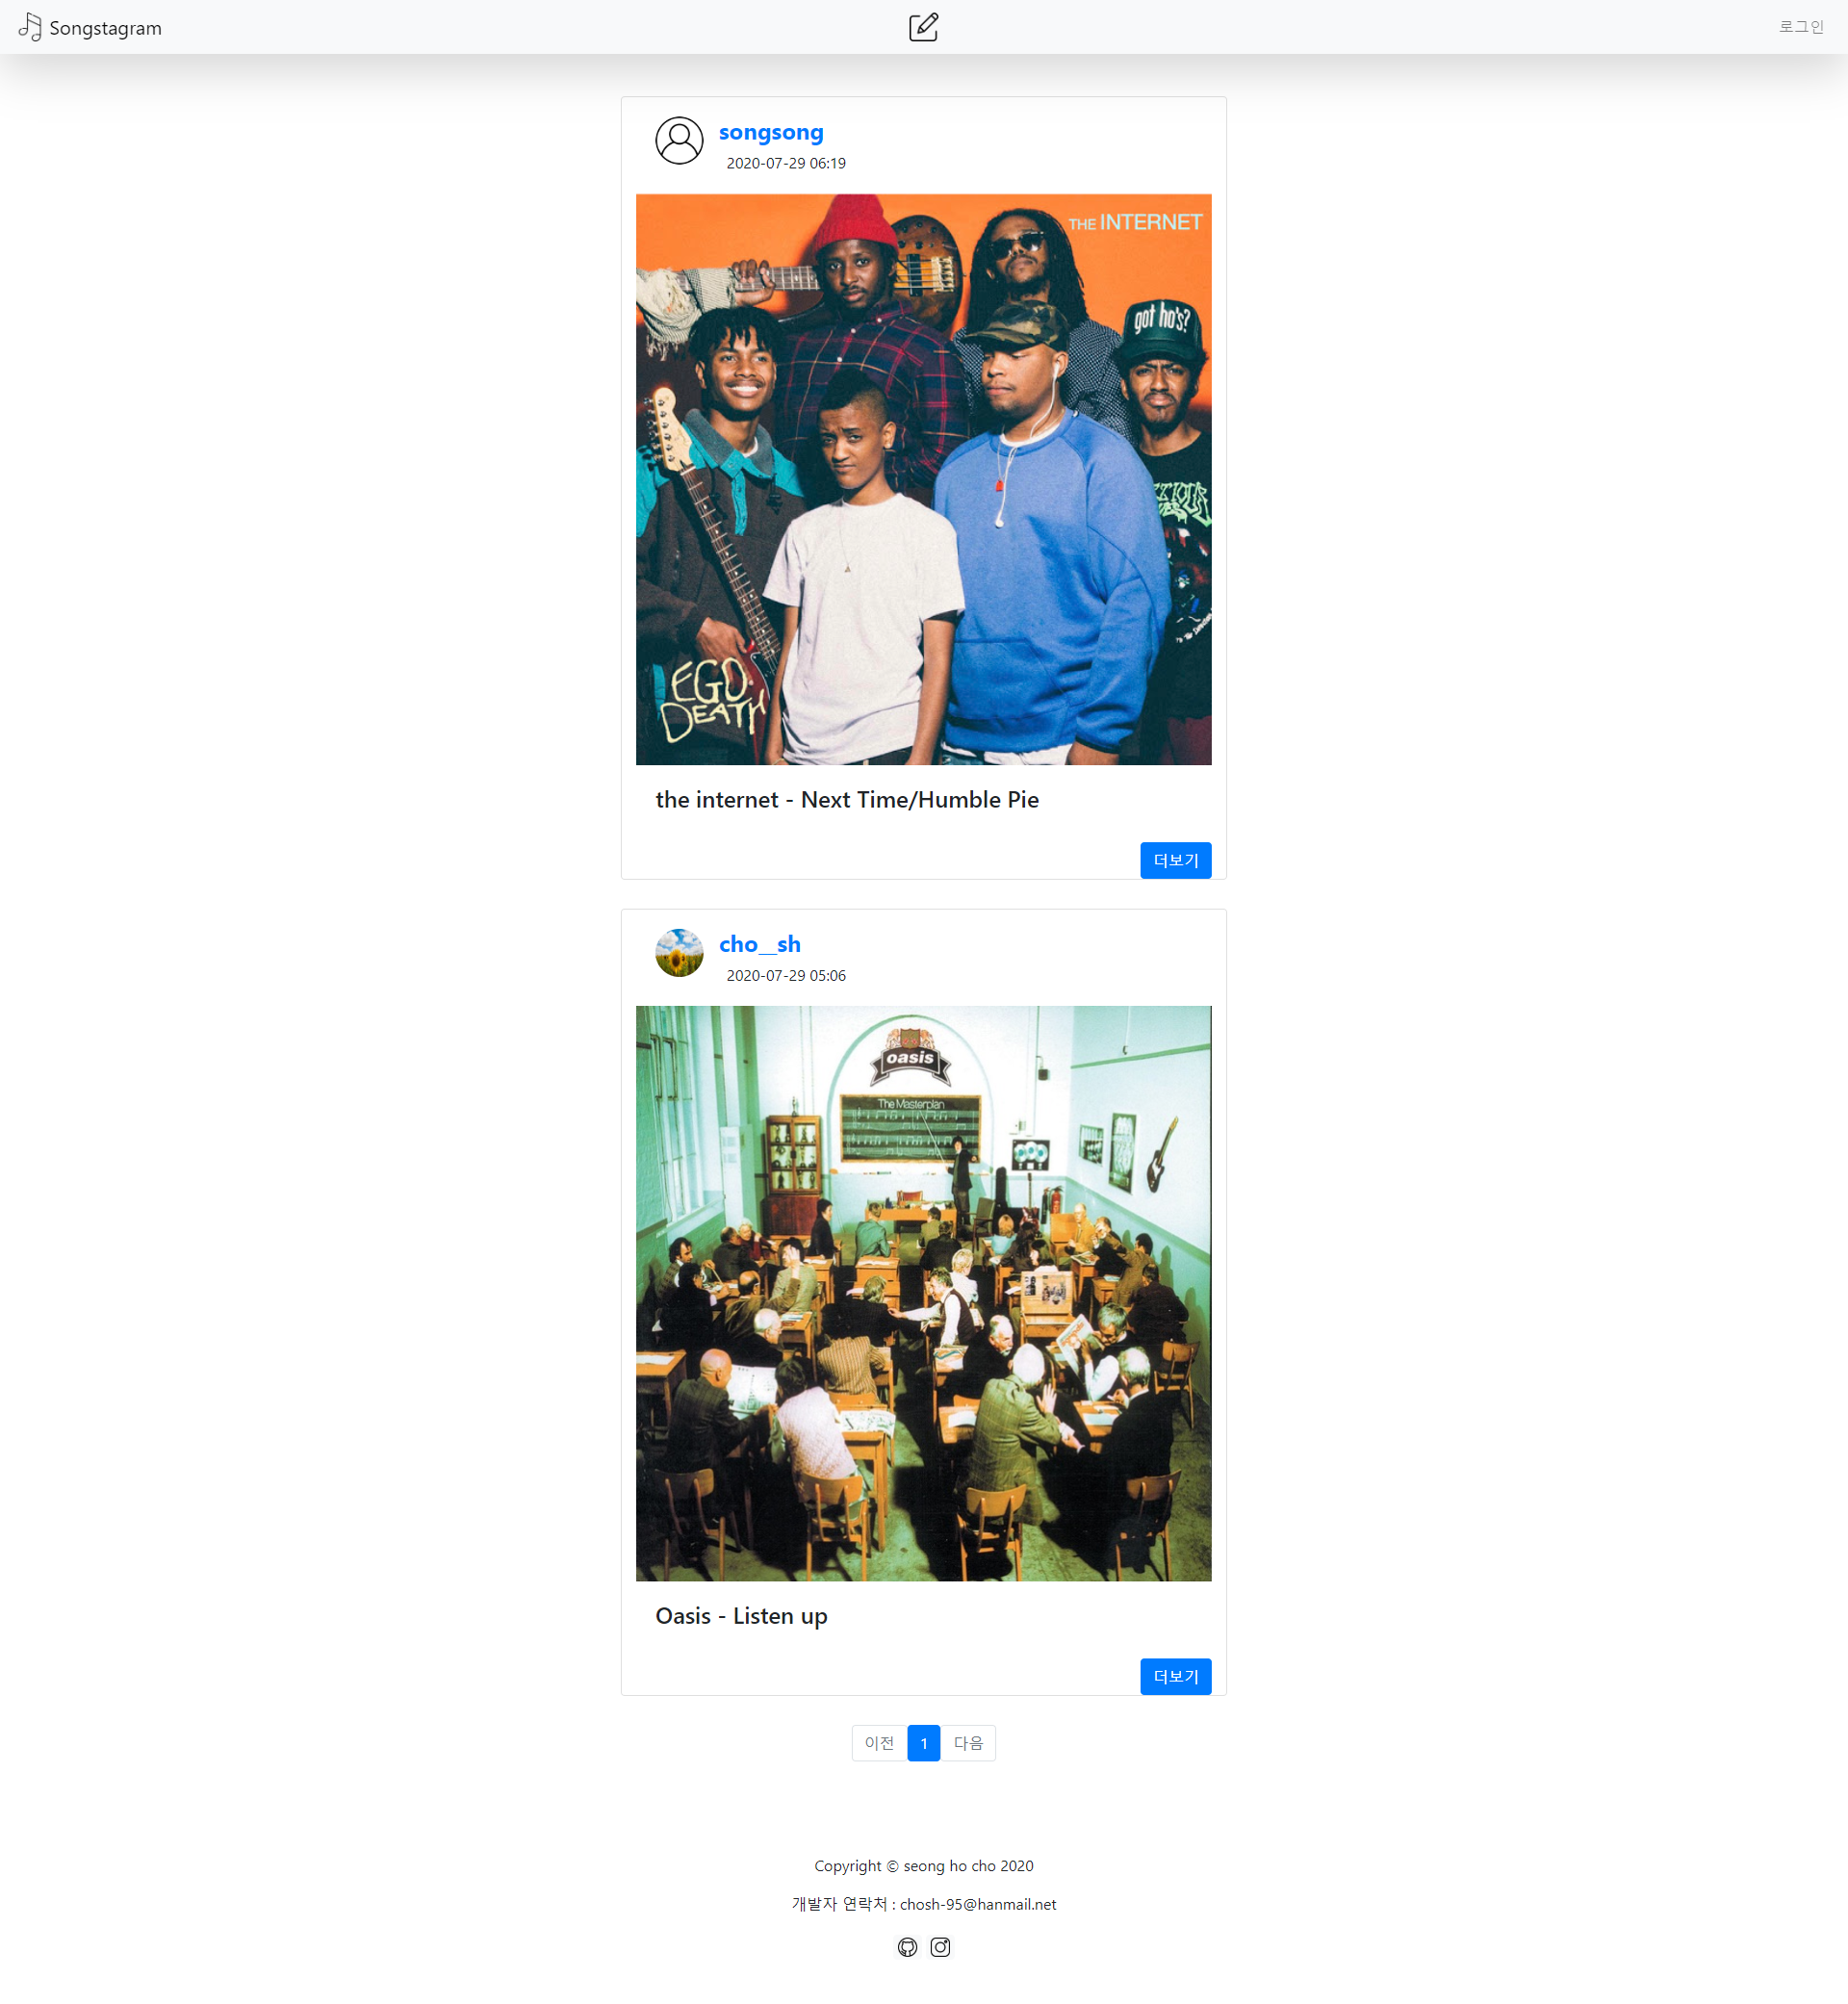 Songstagram
로그인
songsong
2020-07-29 06:19
THE INTERNET
got ho's?
EGO
DEATH
the internet - Next Time/Humble Pie
더보기
cho__sh
2020-07-29 05:06
oasis
The Masterplan
Oasis - Listen up
더보기
이전 1 다음
Copyright © seong ho cho 2020
개발자 연락처 : chosh-95@hanmail.net